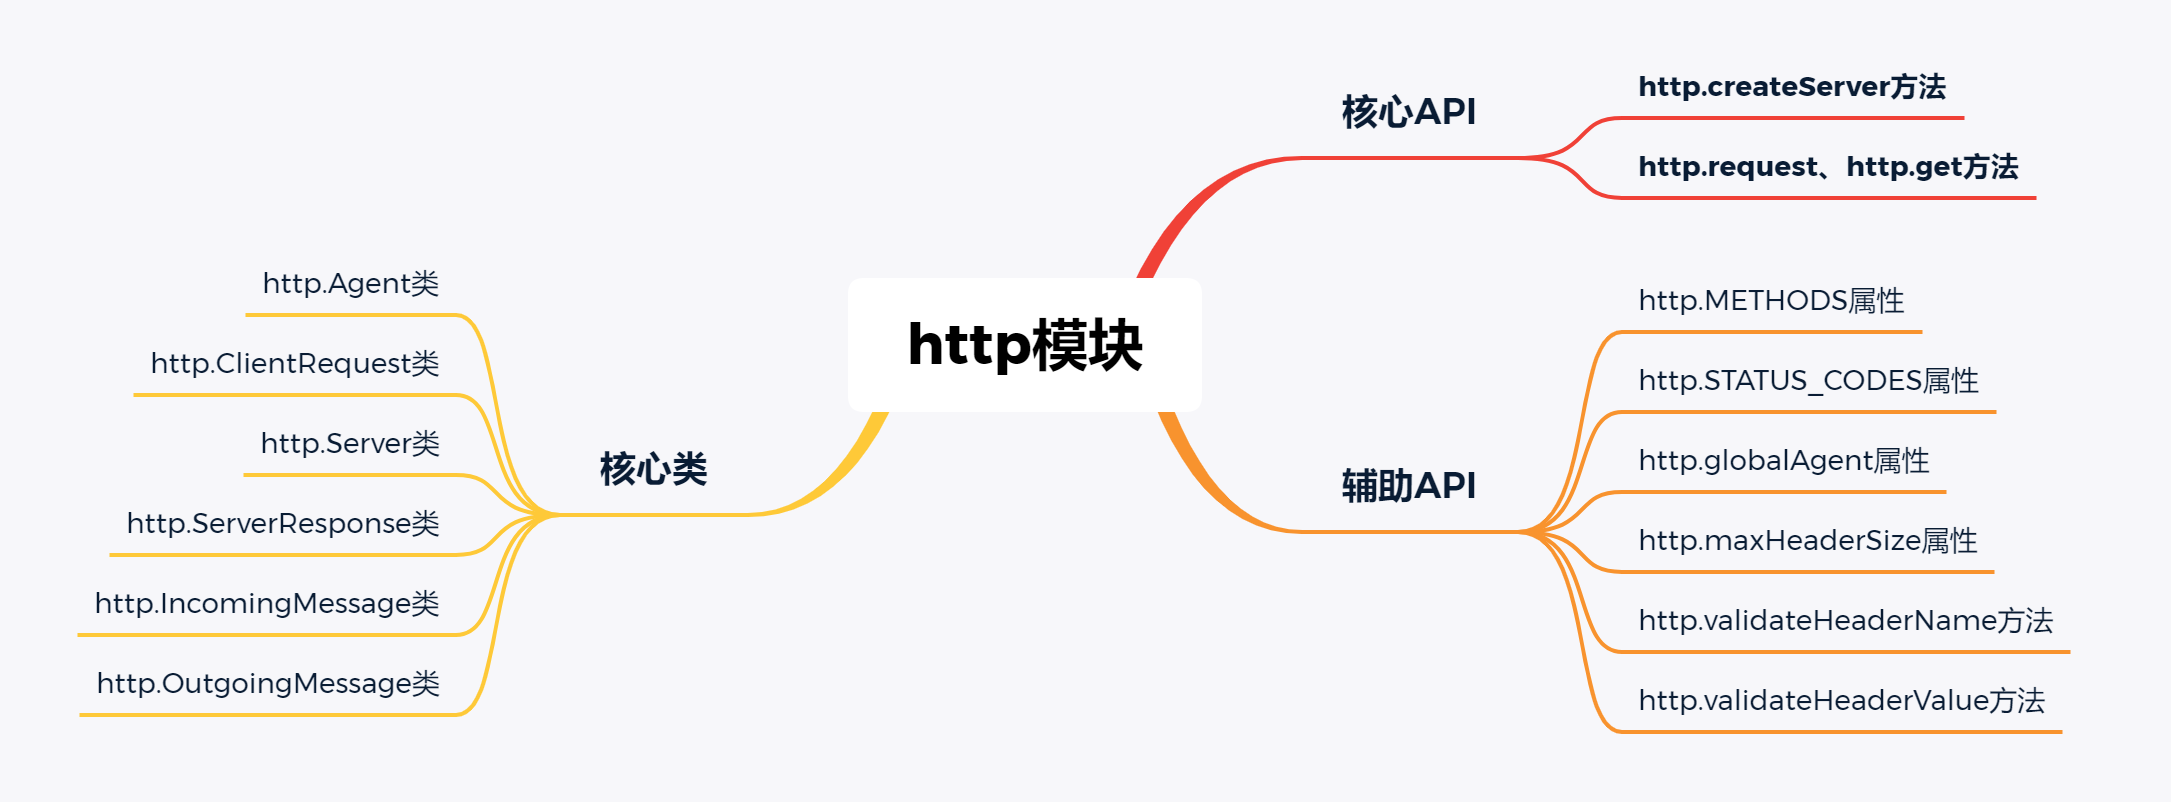 http模块
核心API
http.createServer方法
http.request、http.get方法
辅助API
http.METHODS属性
http.STATUS_CODES属性
http.globalAgent属性
http.maxHeaderSize属性
http.validateHeaderName方法
http.validateHeaderValue方法
核心类
http.Agent类
http.ClientRequest类
http.Server类
http.ServerResponse类
http.IncomingMessage类
http.OutgoingMessage类